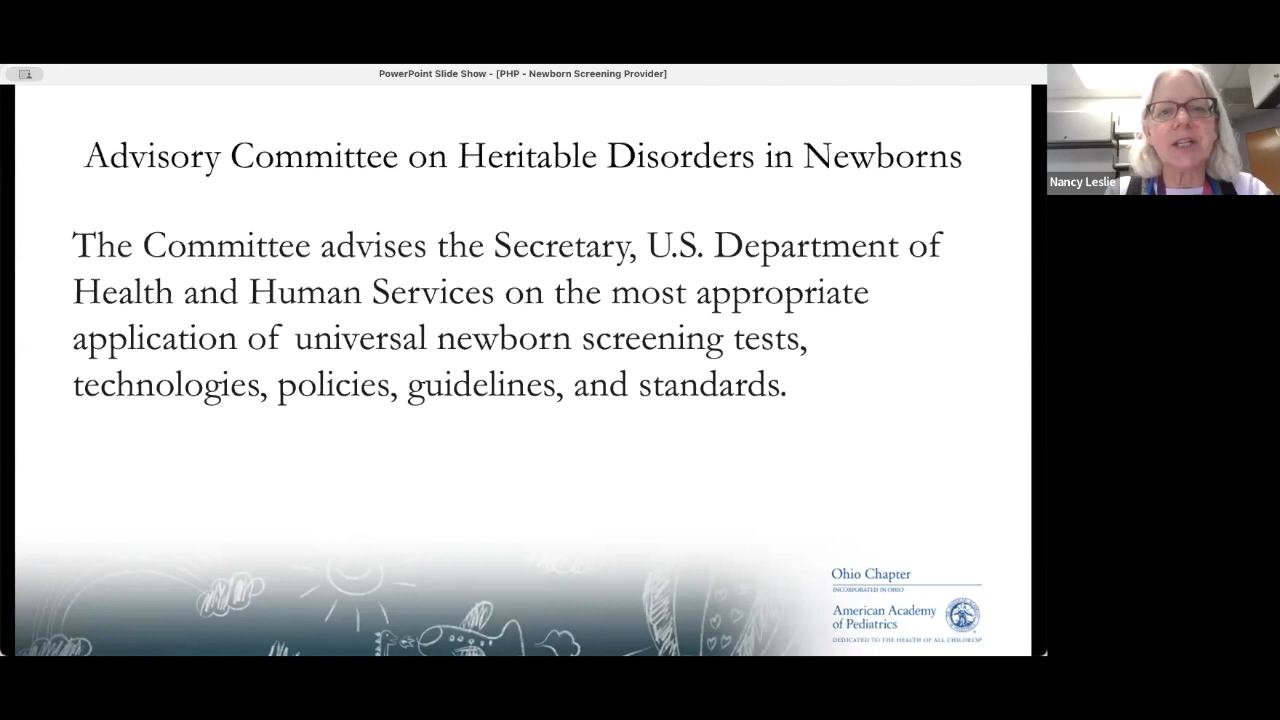 PowerPoint Slide Show - [PHP - Newborn Screening Provider]
Advisory Committee on Heritable Disorders in Newborns
The Committee advises the Secretary, U.S. Department of
Health and Human Services on the most appropriate
application of universal newborn screening tests,
technologies, policies, guidelines, and standards.
Nancy Leslie
Ohio Chapter
INCORPORATED IN OHIO
American Academy
of Pediatrics
DEDICATED TO THE HEALTH OF ALL CHILDREN®